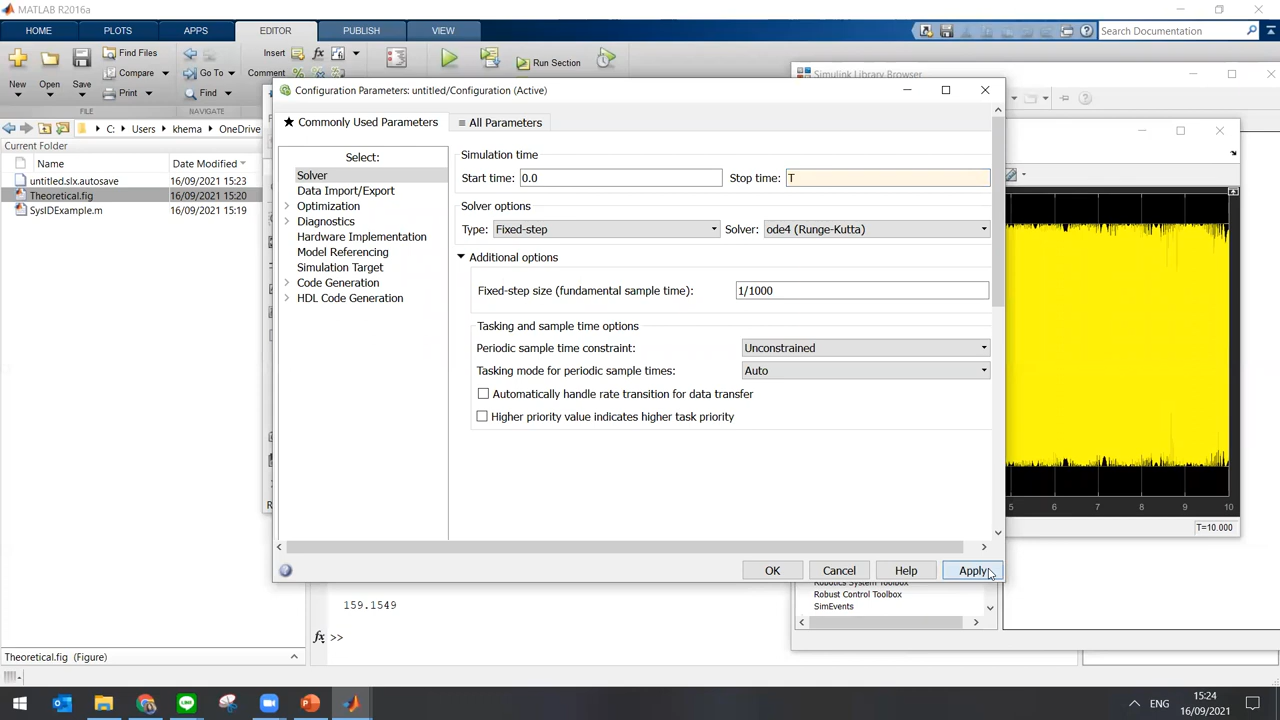 MATLAB R2016a
HOME PLOTS APPS EDITOR PUBLISH VIEW
Search Documentation
New Open Save
Find Files
Compare
Print
FILE
Go To
Find
NAVIGATE
Insert
Comment
Run Section
Simulink Library Browser
C: Users khema OneDrive
Current Folder
Name Date Modified
untitled.slx.autosave 16/09/2021 15:23
Theoretical.fig 16/09/2021 15:20
SysIDExample.m 16/09/2021 15:19
Configuration Parameters: untitled/Configuration (Active)
★ Commonly Used Parameters
≡ All Parameters
Select:
Solver
Data Import/Export
Optimization
Diagnostics
Hardware Implementation
Model Referencing
Simulation Target
Code Generation
HDL Code Generation
Simulation time
Start time: 0.0 Stop time: T
Solver options
Type: Fixed-step Solver: ode4 (Runge-Kutta)
Additional options
Fixed-step size (fundamental sample time): 1/1000
Tasking and sample time options
Periodic sample time constraint: Unconstrained
Tasking mode for periodic sample times: Auto
Automatically handle rate transition for data transfer
Higher priority value indicates higher task priority
OK Cancel Help Apply
5 6 7 8 9 10
T=10.000
Robotics System Toolbox
Robust Control Toolbox
SimEvents
159.1549
fx >>
Theoretical.fig (Figure)
ENG
15:24
16/09/2021